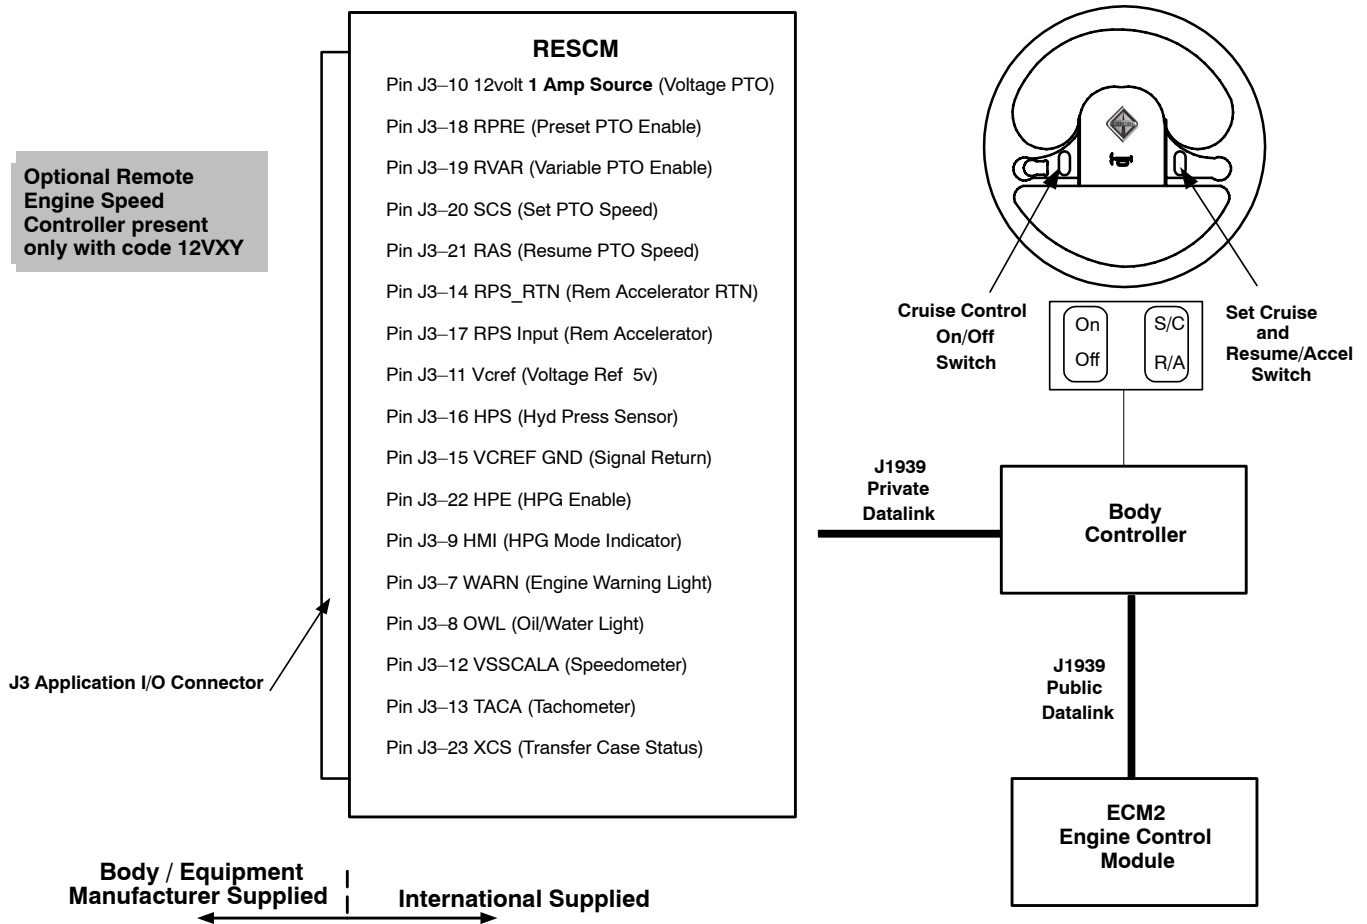 RESCM
Pin J3–10 12volt 1 Amp Source (Voltage PTO)
Pin J3–18 RPRE (Preset PTO Enable)
Pin J3–19 RVAR (Variable PTO Enable)
Pin J3–20 SCS (Set PTO Speed)
Pin J3–21 RAS (Resume PTO Speed)
Pin J3–14 RPS_RTN (Rem Accelerator RTN)
Pin J3–17 RPS Input (Rem Accelerator)
Pin J3–11 Vcref (Voltage Ref 5v)
Pin J3–16 HPS (Hyd Press Sensor)
Pin J3–15 VCREF GND (Signal Return)
Pin J3–22 HPE (HPG Enable)
Pin J3–9 HMI (HPG Mode Indicator)
Pin J3–7 WARN (Engine Warning Light)
Pin J3–8 OWL (Oil/Water Light)
Pin J3–12 VSSCALA (Speedometer)
Pin J3–13 TACA (Tachometer)
Pin J3–23 XCS (Transfer Case Status)
Optional Remote
Engine Speed
Controller present
only with code 12VXY
J3 Application I/O Connector
Body / Equipment
Manufacturer Supplied
International Supplied
Cruise Control
On/Off
Switch
On
Off
S/C
R/A
Set Cruise
and
Resume/Accel
Switch
J1939
Private
Datalink
Body
Controller
J1939
Public
Datalink
ECM2
Engine Control
Module